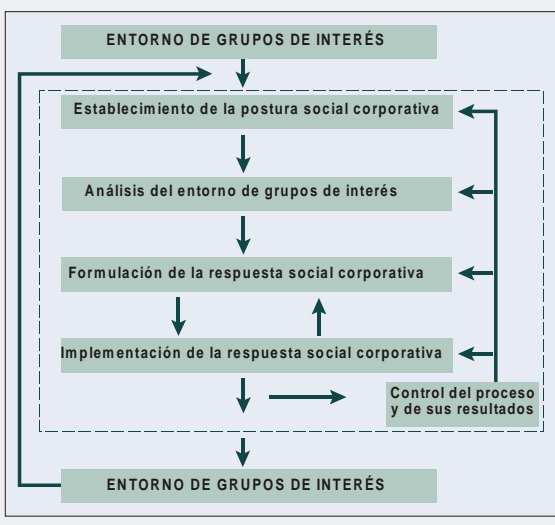 ENTORNO DE GRUPOS DE INTERÉS
Establecimiento de la postura social corporativa
Análisis del entorno de grupos de interés
Formulación de la respuesta social corporativa
Implementación de la respuesta social corporativa
Control del proceso
y de sus resultados
ENTORNO DE GRUPOS DE INTERÉS